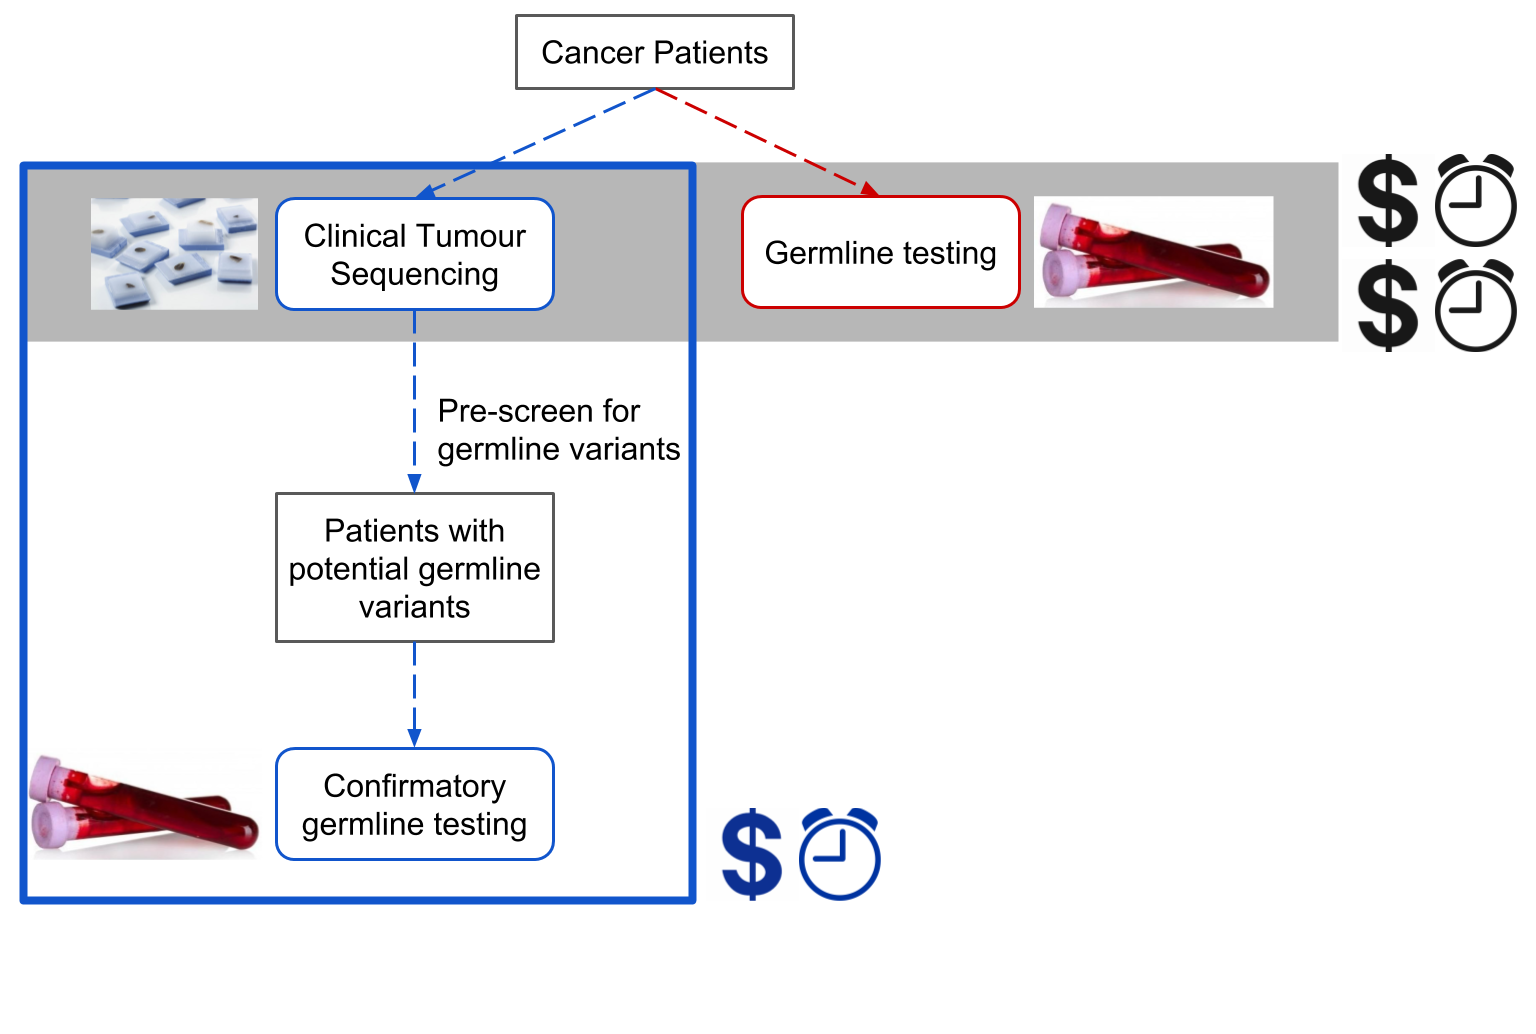 Cancer Patients
Clinical Tumour
Sequencing
Germline testing
$
$
Pre-screen for
germline variants
Patients with
potential germline
variants
Confirmatory
germline testing
$